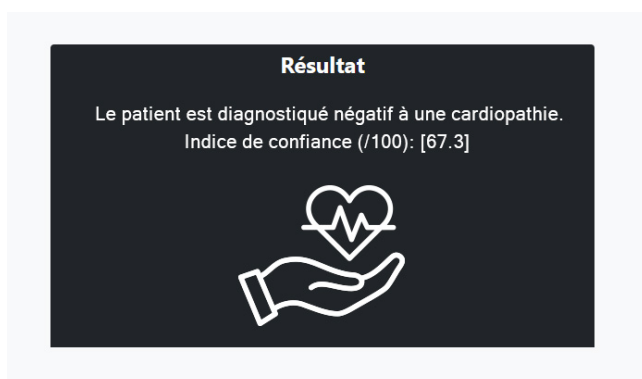 Résultat
Le patient est diagnostiqué négatif à une cardiopathie.
Indice de confiance (/100): [67.3]